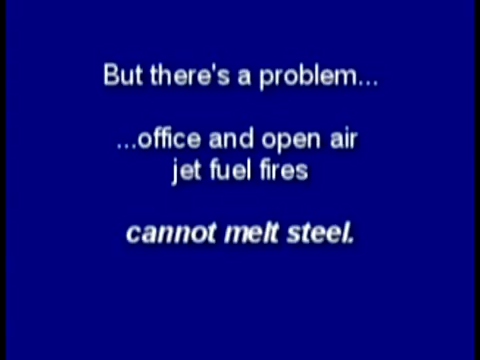 But there's a problem...
...office and open air
jet fuel fires
cannot melt steel.